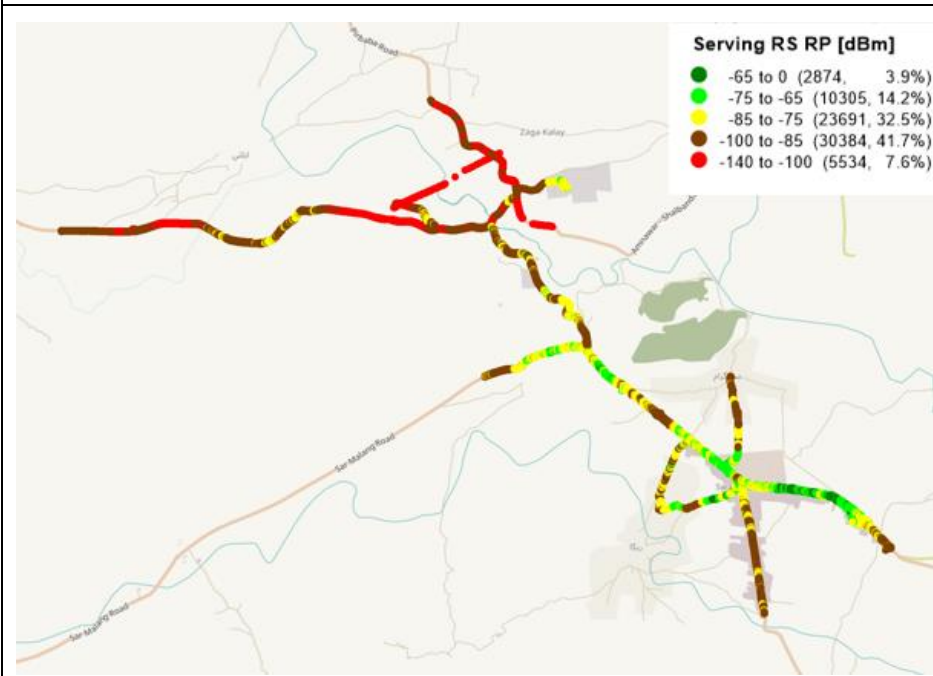 Serving RS RP [dBm]
-65 to 0 (2874, 3.9%)
-75 to -65 (10305, 14.2%)
-85 to -75 (23691, 32.5%)
-100 to -85 (30384, 41.7%)
-140 to -100 (5534, 7.6%)
Pirbaba Road
Zaga Kalay
Sar Malang Road
Sar Malang Road